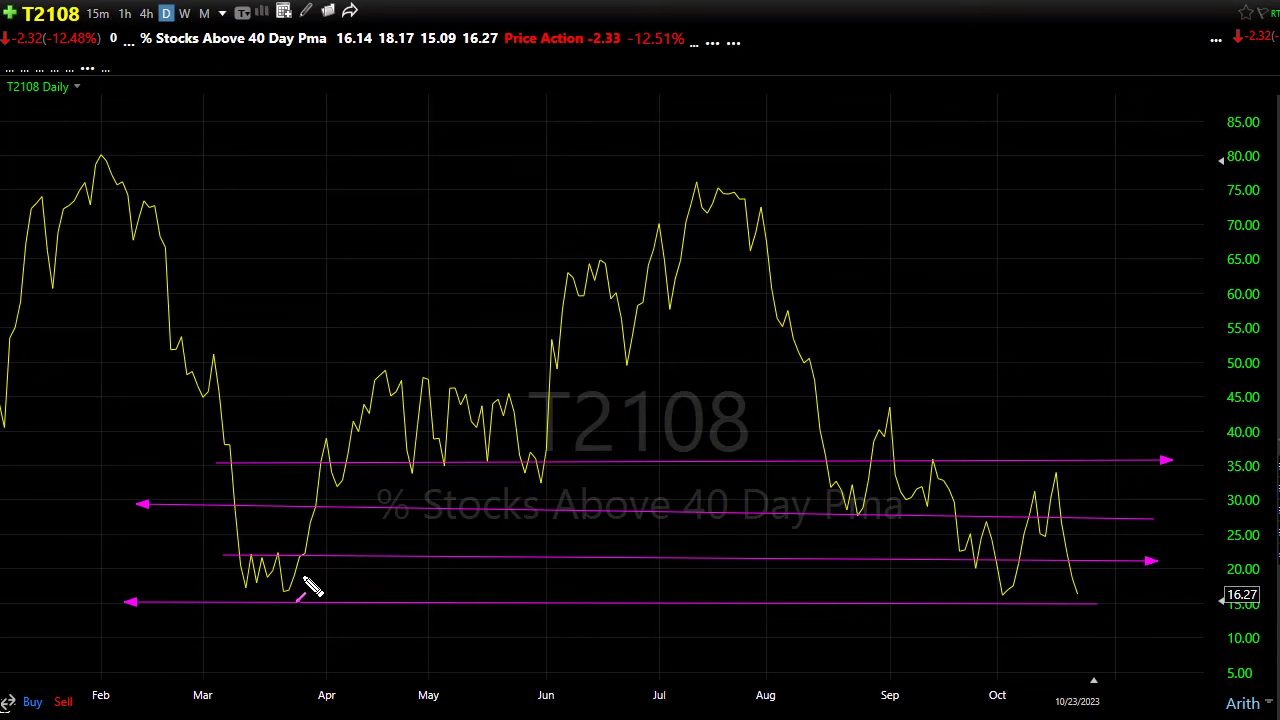 T2108 15m 1h 4h D W M T RT
-2.32(-12.48%) 0 ... % Stocks Above 40 Day Pma 16.14 18.17 15.09 16.27 Price Action -2.33 -12.51% ... ... ... ... -2.32(-
... ... ... ... ... ... ...
T2108 Daily
85.00
80.00
75.00
70.00
65.00
60.00
55.00
50.00
45.00
T2108
40.00
35.00
% Stocks Above 40 Day Pma
30.00
25.00
20.00
16.27
15.00
10.00
5.00
Feb Mar Apr May Jun Jul Aug Sep Oct
Buy Sell 10/23/2023 Arith